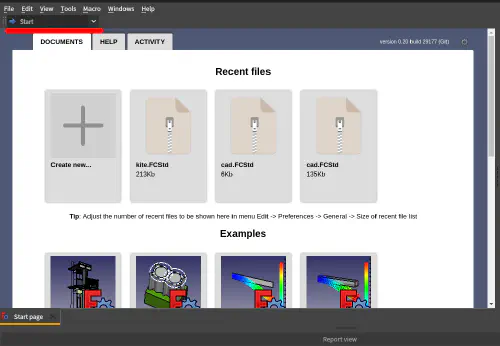 File Edit View Tools Macro Windows Help
Start
DOCUMENTS HELP ACTIVITY
version 0.20 build 29177 (Git)
Recent files
Create new... kite.FCStd cad.FCStd cad.FCStd
213Kb 6Kb 135Kb
Tip: Adjust the number of recent files to be shown here in menu Edit -> Preferences -> General -> Size of recent file list
Examples
Start page
Report view